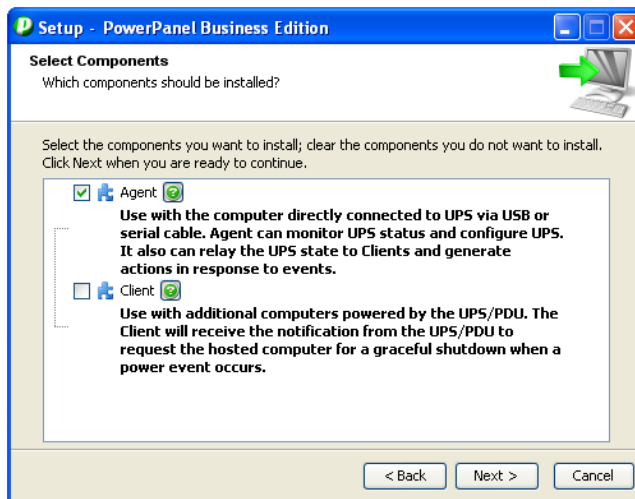 Setup - PowerPanel Business Edition
Select Components
Which components should be installed?
Select the components you want to install; clear the components you do not want to install.
Click Next when you are ready to continue.
Agent
Use with the computer directly connected to UPS via USB or
serial cable. Agent can monitor UPS status and configure UPS.
It also can relay the UPS state to Clients and generate
actions in response to events.
Client
Use with additional computers powered by the UPS/PDU. The
Client will receive the notification from the UPS/PDU to
request the hosted computer for a graceful shutdown when a
power event occurs.
< Back Next > Cancel